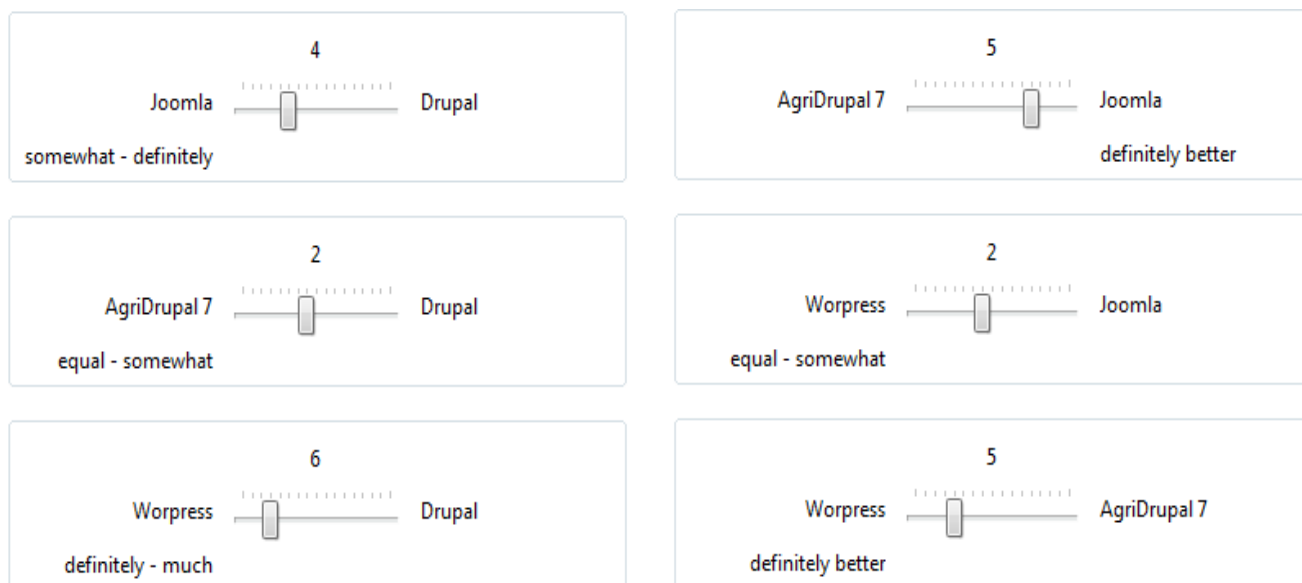 4
Joomla Drupal
somewhat - definitely
5
AgriDrupal 7 Joomla
definitely better
2
AgriDrupal 7 Drupal
equal - somewhat
2
Worpress Joomla
equal - somewhat
6
Worpress Drupal
definitely - much
5
Worpress AgriDrupal 7
definitely better